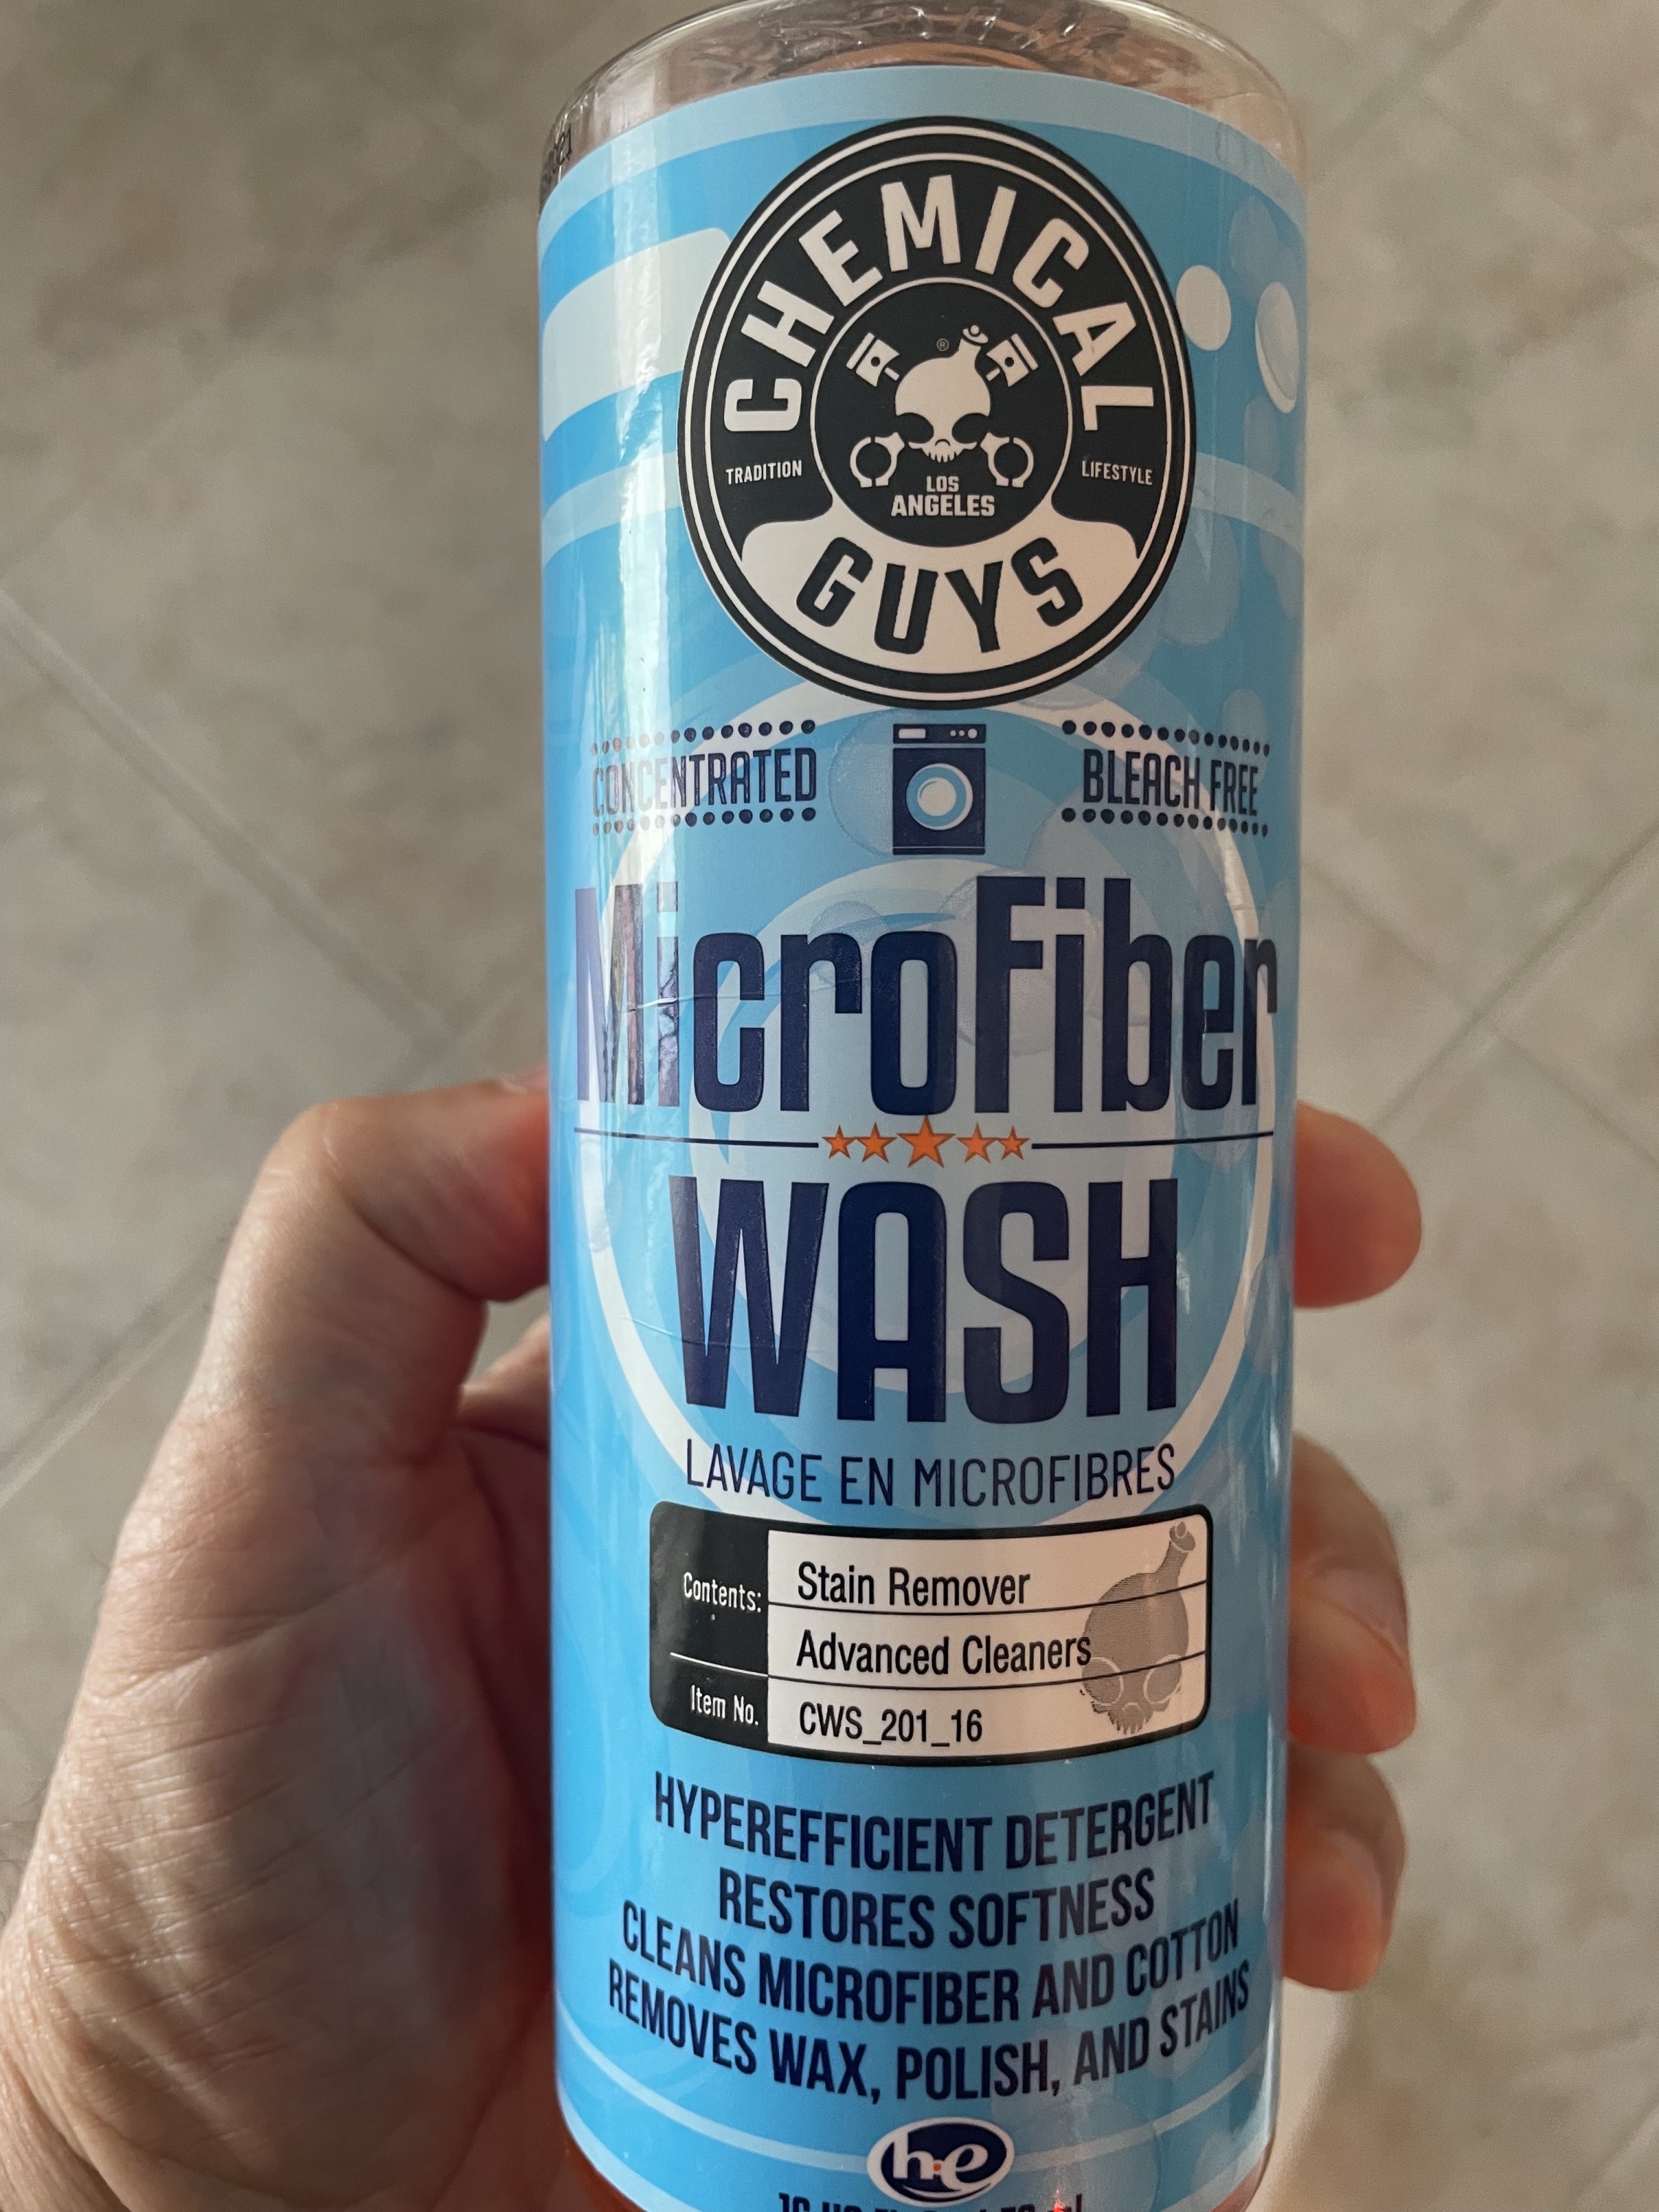 CHEMICAL
®
TRADITION
LIFESTYLE
LOS
ANGELES
GUYS
CONCENTRATED
BLEACH FREE
MicroFiber
WASH
LAVAGE EN MICROFIBRES
Contents:
Stain Remover
Advanced Cleaners
Item No.
CWS_201_16
HYPEREFFICIENT DETERGENT
RESTORES SOFTNESS
CLEANS MICROFIBER AND COTTON
REMOVES WAX, POLISH, AND STAINS
he